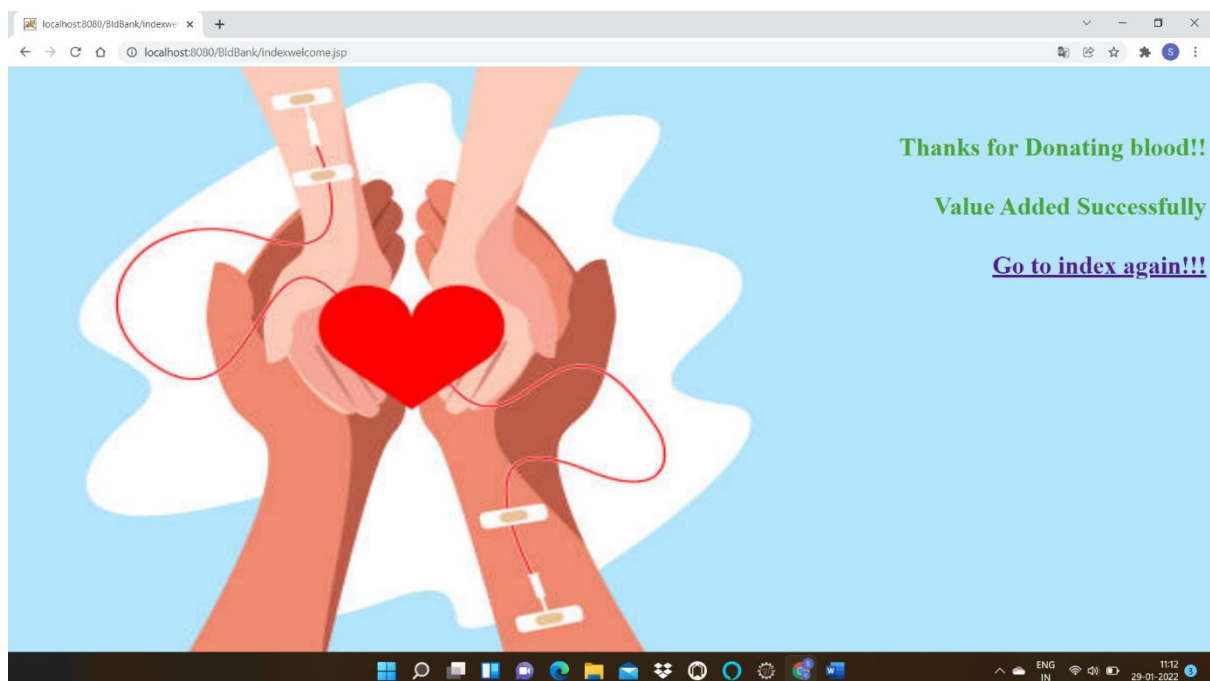 localhost:8080/BldBank/indexwel
localhost:8080/BldBank/indexwelcome.jsp
S
Thanks for Donating blood!!
Value Added Successfully
Go to index again!!!
ENG
IN
11:12
29-01-2022
3